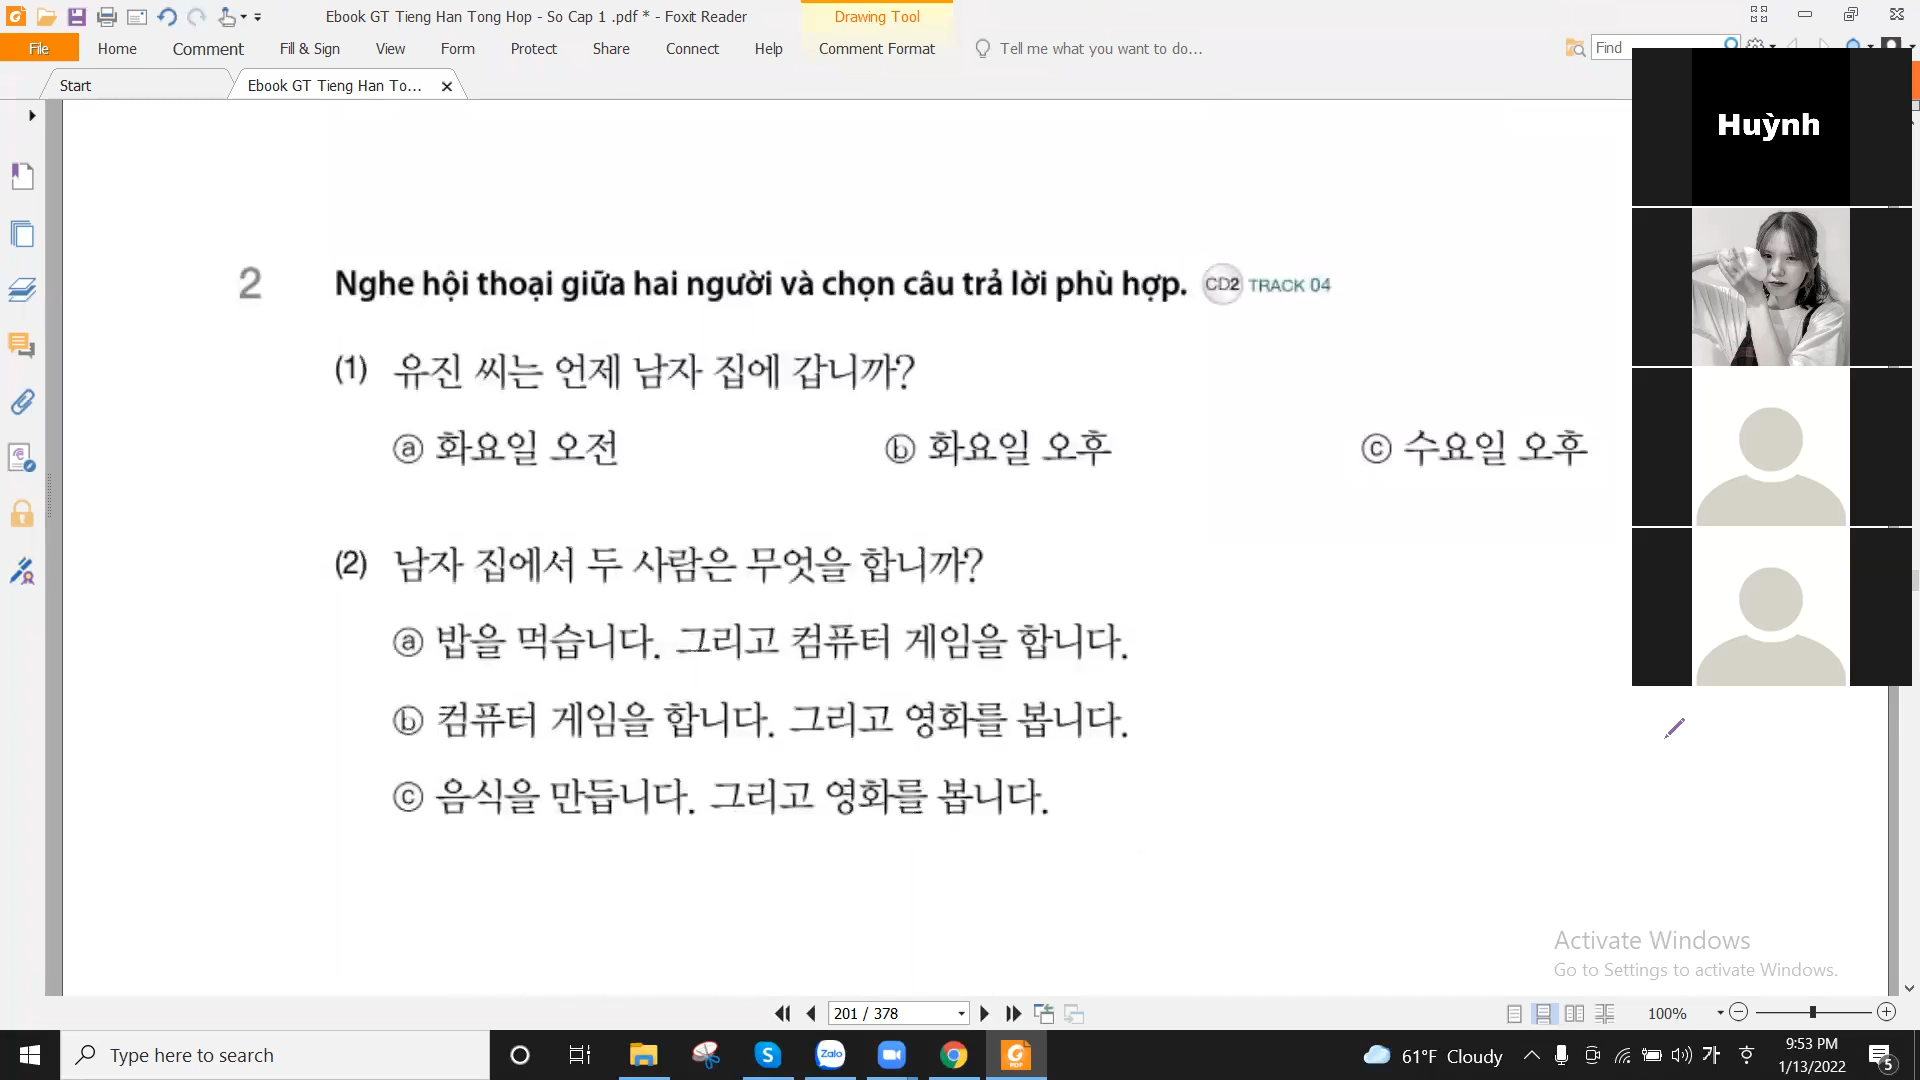 Ebook GT Tieng Han Tong Hop - So Cap 1 .pdf * - Foxit Reader
Drawing Tool
File Home Comment Fill & Sign View Form Protect Share Connect Help Comment Format Tell me what you want to do... Find
Start Ebook GT Tieng Han To...
Huỳnh
2 Nghe hội thoại giữa hai người và chọn câu trả lời phù hợp. CD2 TRACK 04
(1) 유진 씨는 언제 남자 집에 갑니까?
ⓐ 화요일 오전 ⓑ 화요일 오후 ⓒ 수요일 오후
(2) 남자 집에서 두 사람은 무엇을 합니까?
ⓐ 밥을 먹습니다. 그리고 컴퓨터 게임을 합니다.
ⓑ 컴퓨터 게임을 합니다. 그리고 영화를 봅니다.
ⓒ 음식을 만듭니다. 그리고 영화를 봅니다.
Activate Windows
Go to Settings to activate Windows.
201 / 378 100%
Type here to search
Zalo
61°F Cloudy
가
9:53 PM
1/13/2022
5